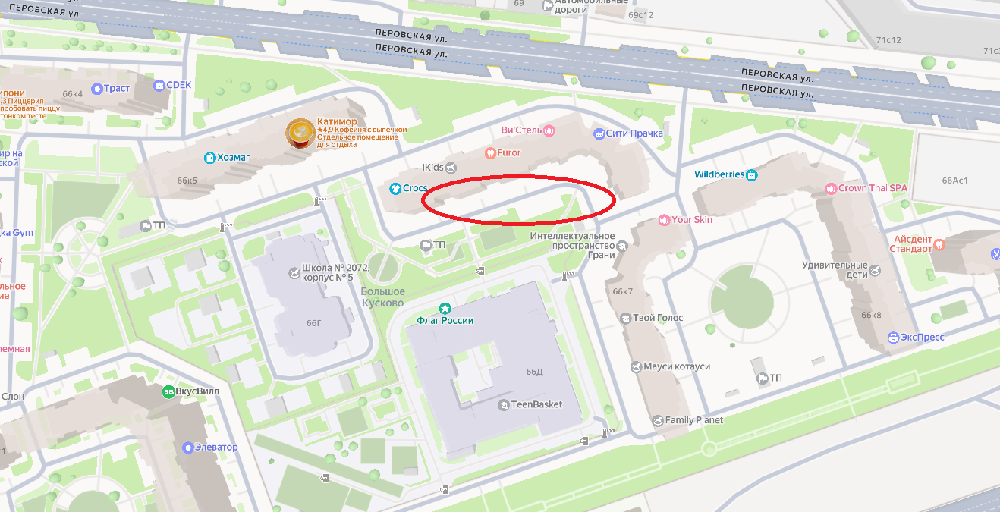 ПЕРОВСКАЯ ул.
69
Автомобильные
дороги
69с12
ПЕРОВСКАЯ ул.
ПЕРОВСКАЯ ул.
71с12
ПЕРОВСКАЯ ул.
ПЕРОВСКАЯ ул.
66к4
Траст
CDEK
Пиццерия
пробовать пиццу
тонком тесте
Катимор
★4,9 Кофейня с выпечкой
Отдельное помещение
для отдыха
Хозмаг
66к5
Ви'Стель
Сити Прачка
Furor
IKids
Crocs
Wildberries
Crown Thai SPA
66Ас1
ТП
Gym
Your Skin
ТП
Интеллектуальное
пространство
Грани
Айсдент
Стандарт
Удивительные
дети
Школа № 2072,
корпус № 5
Большое
Кусково
66к7
Флаг России
66Г
Твой Голос
66к8
ЭксПресс
66Д
Мауси котауси
ТП
Слон
ВВ
ВкусВилл
TeenBasket
Family Planet
Элеватор